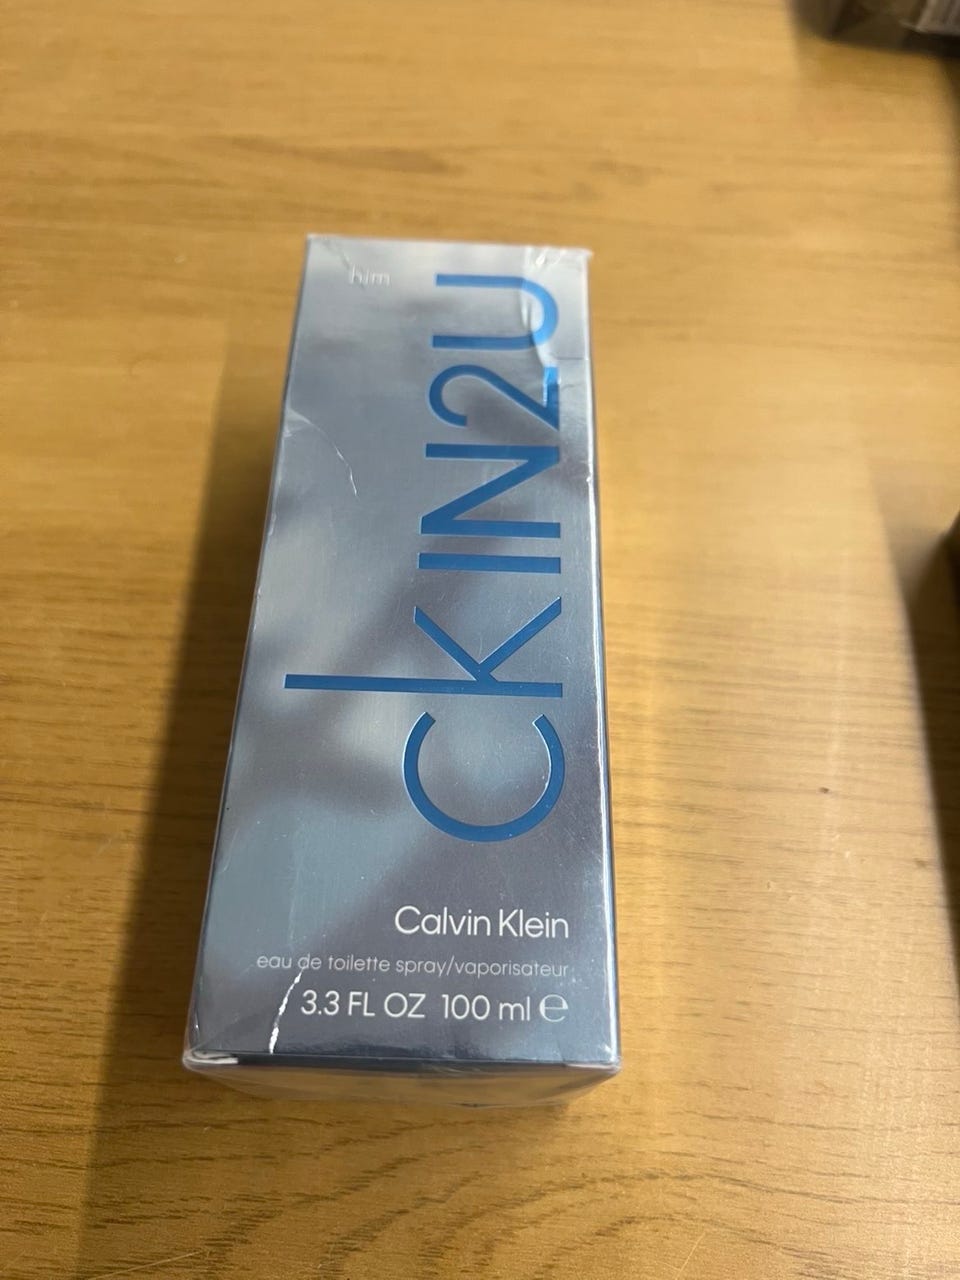 him
CKIN2U
Calvin Klein
eau de toilette spray/vaporisateur
3.3 FL OZ 100 ml ℮